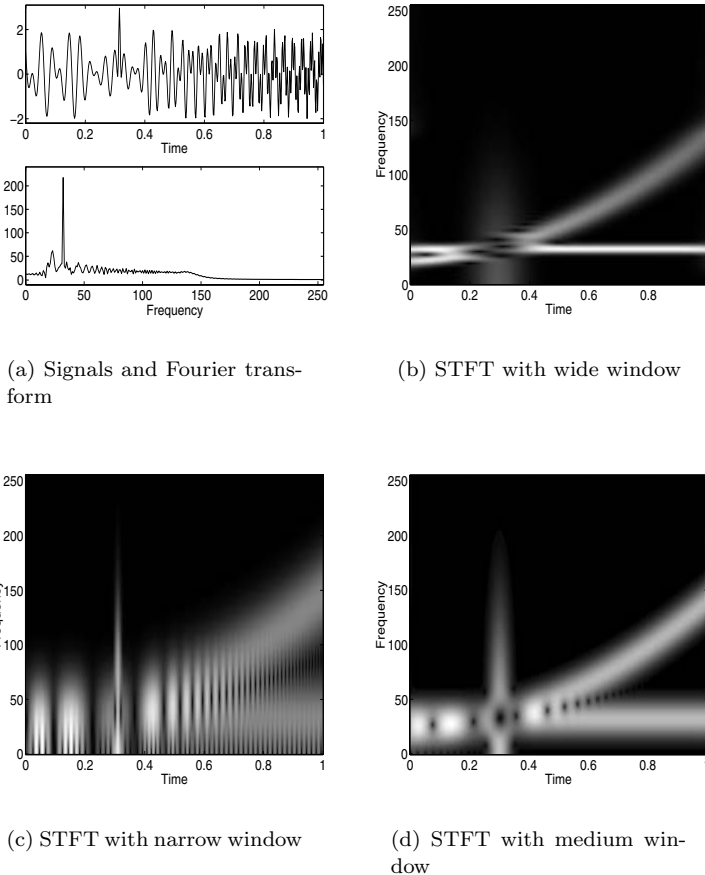 2
0
−2
0 0.2 0.4 0.6 0.8 1
Time
200
150
100
50
0
0 50 100 150 200 250
Frequency
(a) Signals and Fourier trans-
form
250
200
150
100
50
0
Frequency
0 0.2 0.4 0.6 0.8
Time
(b) STFT with wide window
250
200
150
100
50
0
0 0.2 0.4 0.6 0.8 1
Time
(c) STFT with narrow window
250
200
150
100
50
0
Frequency
0 0.2 0.4 0.6 0.8
Time
(d) STFT with medium win-
dow